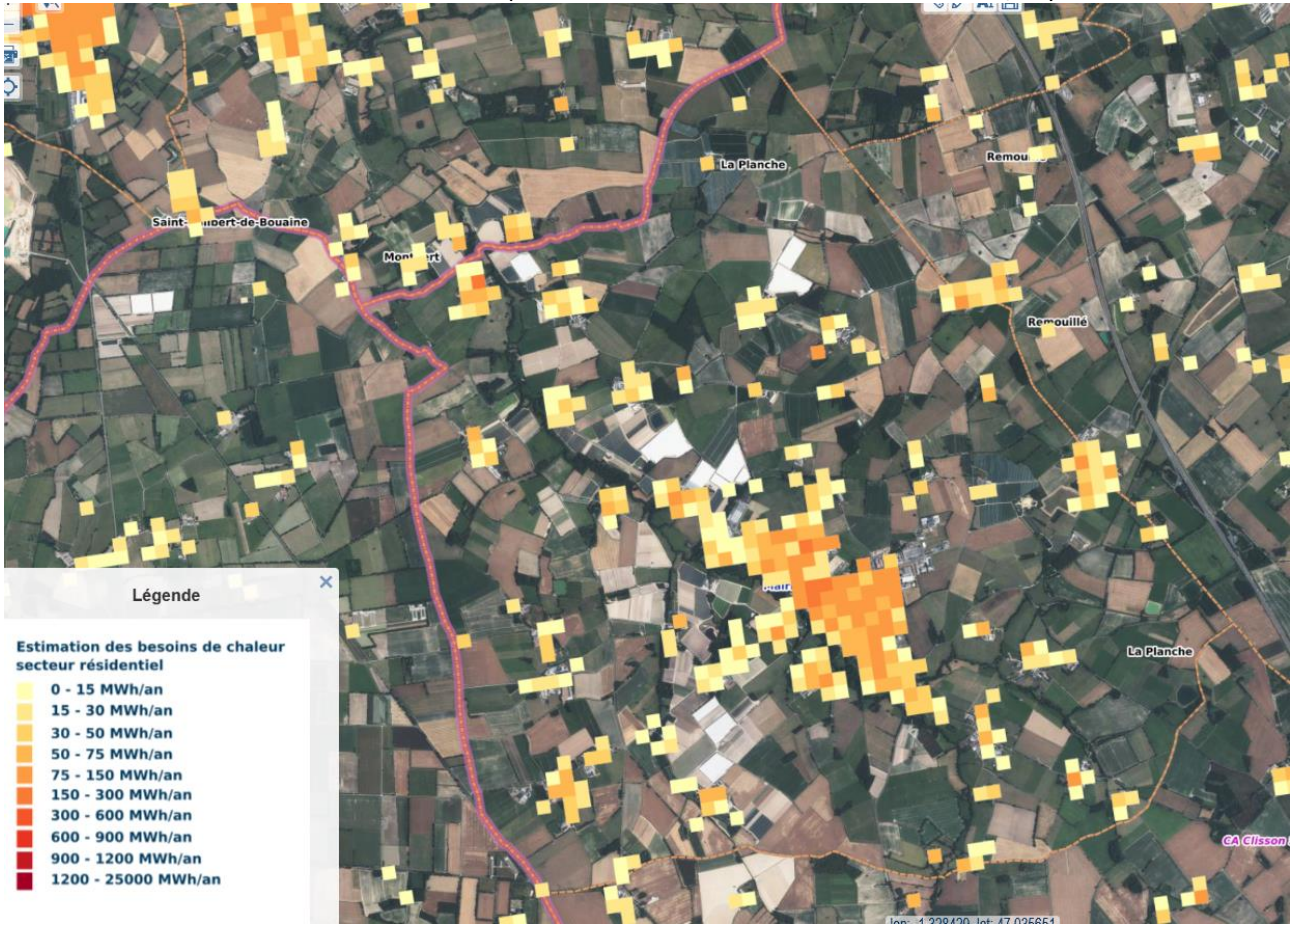 La Planche
Remouillé
Légende
Estimation des besoins de chaleur
secteur résidentiel
0 - 15 MWh/an
15 - 30 MWh/an
30 - 50 MWh/an
50 - 75 MWh/an
75 - 150 MWh/an
150 - 300 MWh/an
300 - 600 MWh/an
600 - 900 MWh/an
900 - 1200 MWh/an
1200 - 25000 MWh/an
La Planche
CA Clisson